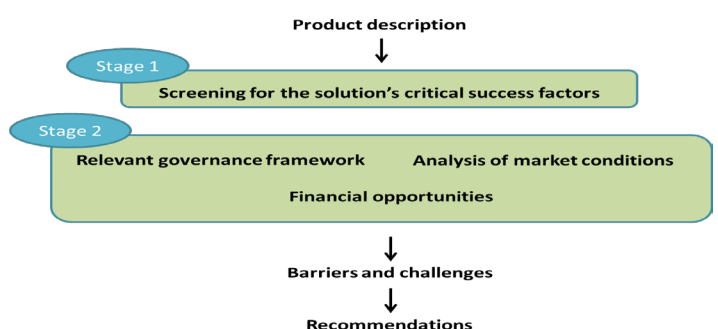 Product description
Stage 1
Screening for the solution's critical success factors
Stage 2
Relevant governance framework Analysis of market conditions
Financial opportunities
Barriers and challenges
Recommendations